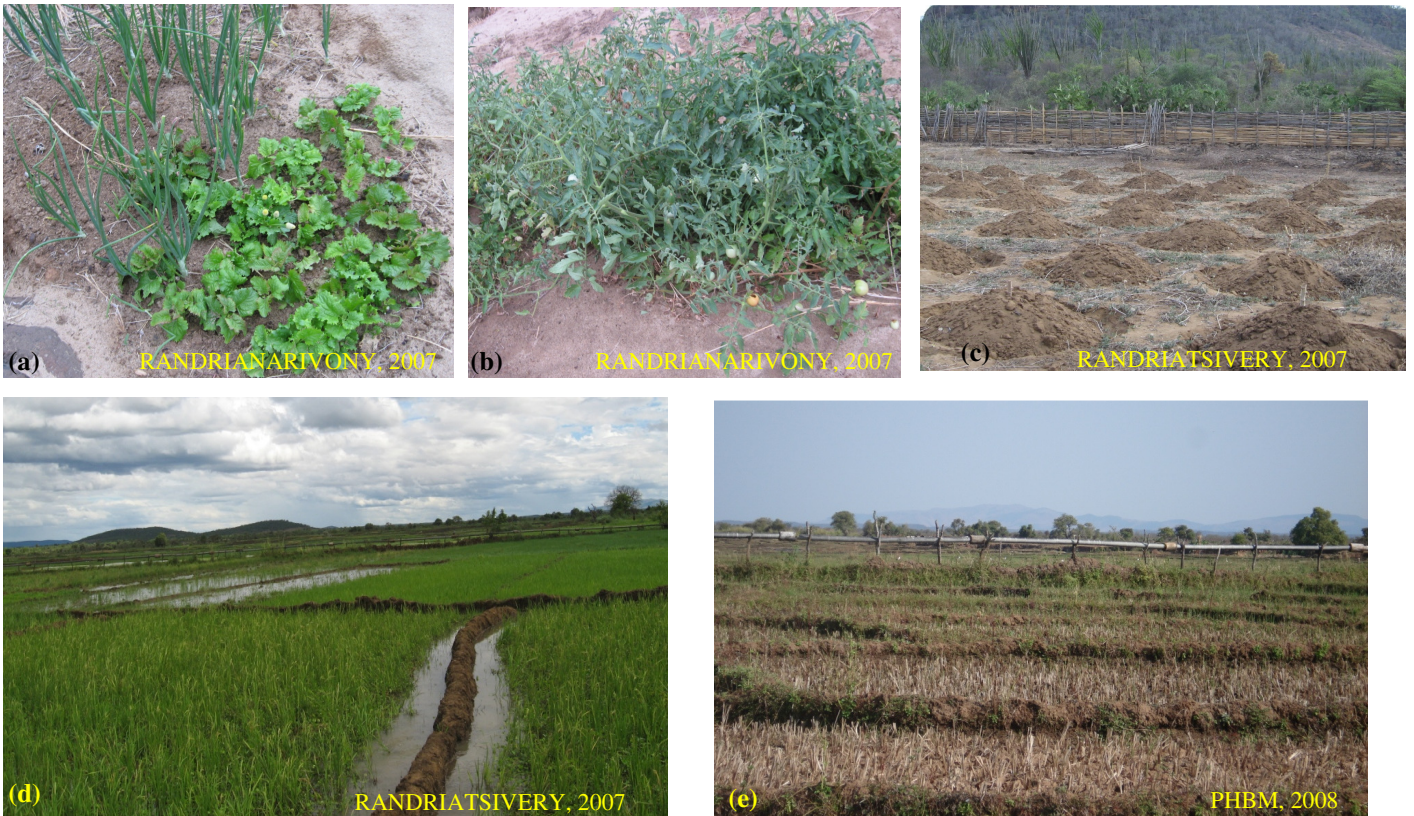 (a) RANDRIANARIVONY, 2007
(b) RANDRIANARIVONY, 2007
(c) RANDRIATSIVERY, 2007
(d) RANDRIATSIVERY, 2007
(e) PHBM, 2008